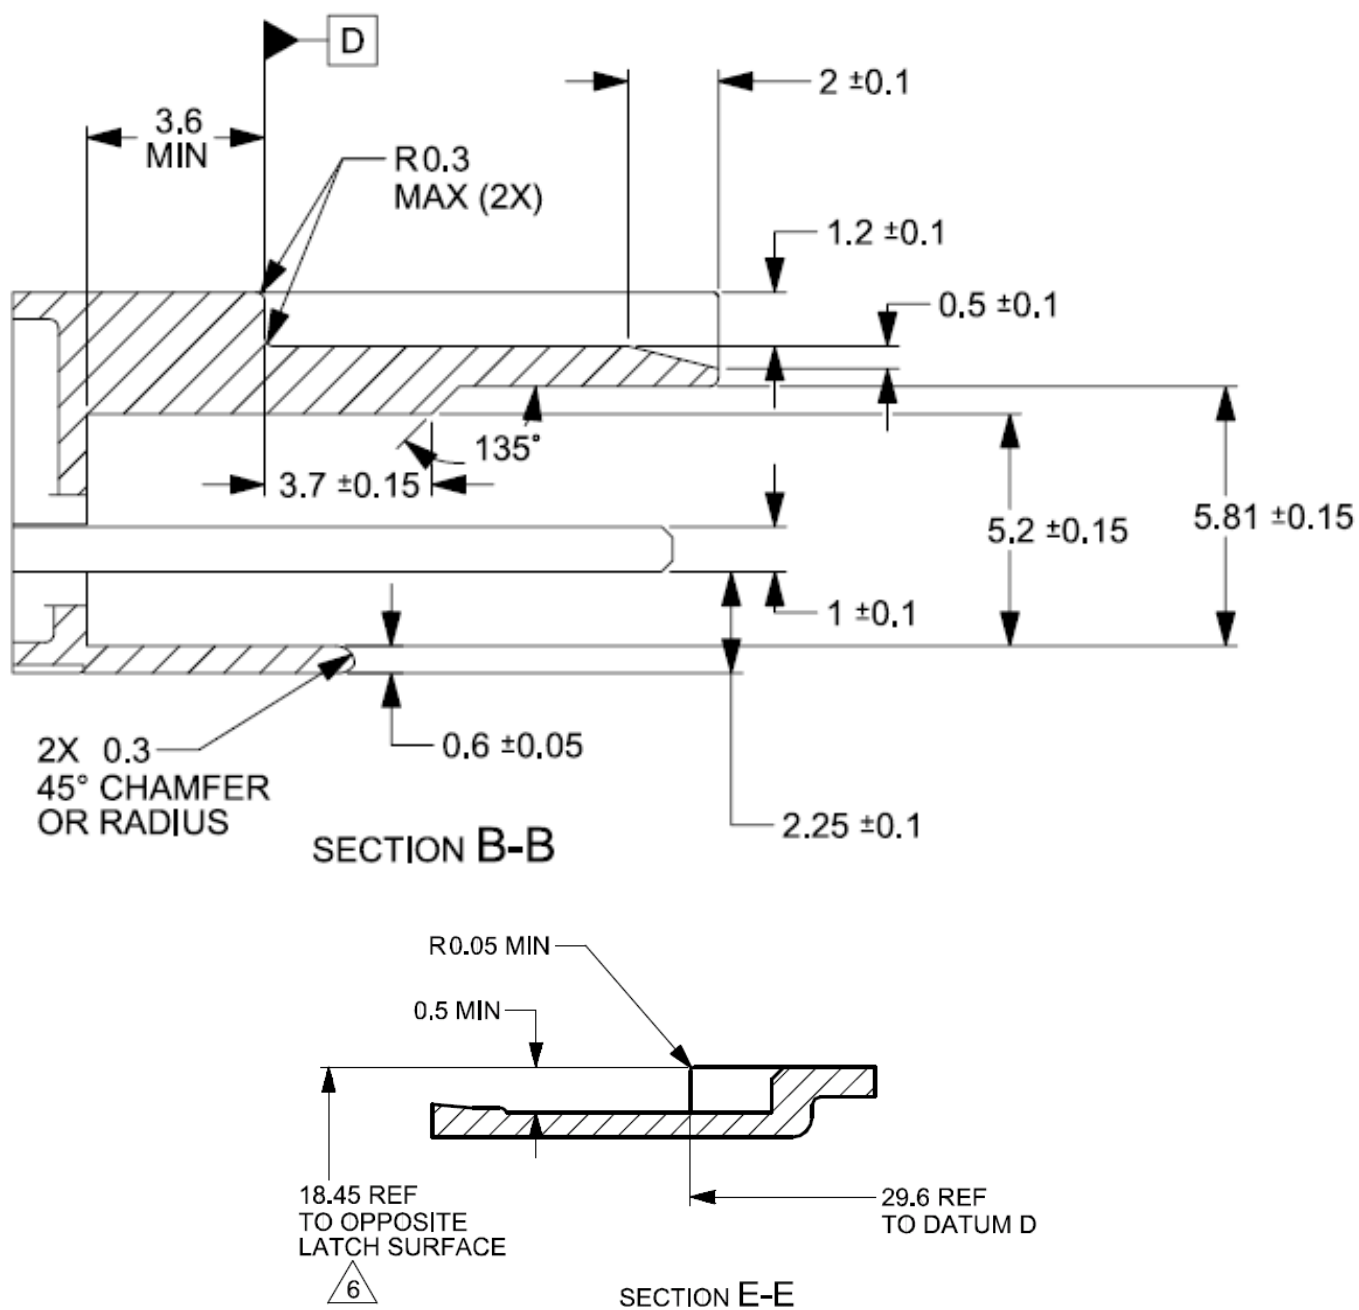 D
2 ±0.1
3.6
MIN
R0.3
MAX (2X)
1.2 ±0.1
0.5 ±0.1
135°
3.7 ±0.15
5.2 ±0.15
5.81 ±0.15
1 ±0.1
2X 0.3
45° CHAMFER
OR RADIUS
0.6 ±0.05
2.25 ±0.1
SECTION B-B
R0.05 MIN
0.5 MIN
18.45 REF
TO OPPOSITE
LATCH SURFACE
6
29.6 REF
TO DATUM D
SECTION E-E